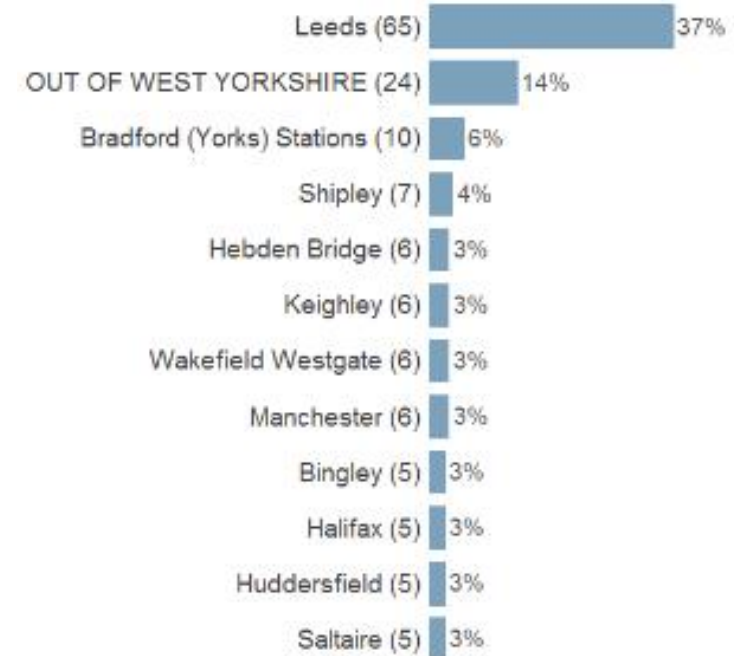 Leeds (65) 37%
OUT OF WEST YORKSHIRE (24) 14%
Bradford (Yorks) Stations (10) 6%
Shipley (7) 4%
Hebden Bridge (6) 3%
Keighley (6) 3%
Wakefield Westgate (6) 3%
Manchester (6) 3%
Bingley (5) 3%
Halifax (5) 3%
Huddersfield (5) 3%
Saltaire (5) 3%